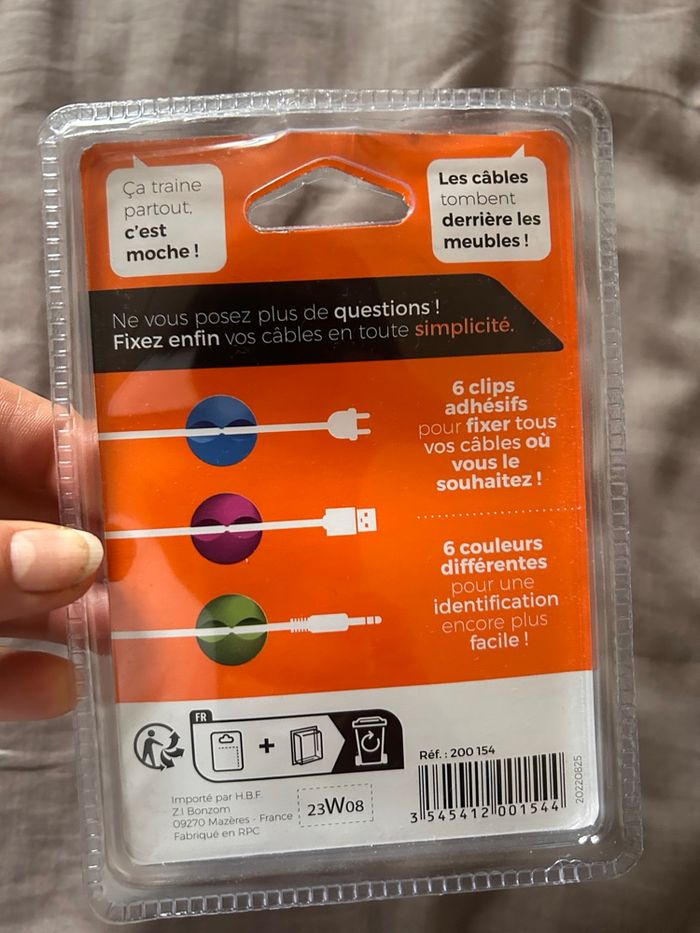 Ça traine
partout,
c'est
moche !
Les câbles
tombent
derrière les
meubles !
Ne vous posez plus de questions !
Fixez enfin vos câbles en toute simplicité.
6 clips
adhésifs
pour fixer tous
vos câbles où
vous le
souhaitez !
6 couleurs
différentes
pour une
identification
encore plus
facile !
FR
Importé par H.B.F.
Z.I Bonzom
09270 Mazères - France
Fabriqué en RPC
23W08
Réf. : 200 154
3 545412 001544
20220825